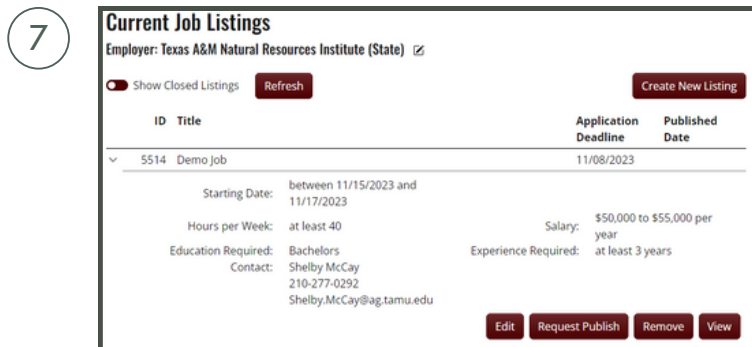 7
Current Job Listings
Employer: Texas A&M Natural Resources Institute (State)
Show Closed Listings Refresh Create New Listing
ID Title Application Deadline Published Date
5514 Demo Job 11/08/2023
Starting Date: between 11/15/2023 and
11/17/2023
Hours per Week: at least 40 Salary: $50,000 to $55,000 per
year
Education Required: Bachelors Experience Required: at least 3 years
Contact: Shelby McCay
210-277-0292
Shelby.McCay@ag.tamu.edu
Edit Request Publish Remove View